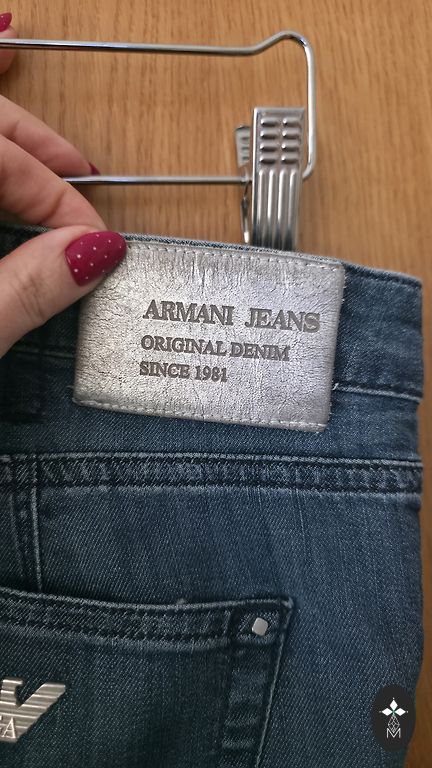 ARMANI JEANS
ORIGINAL DENIM
SINCE 1981
A
M